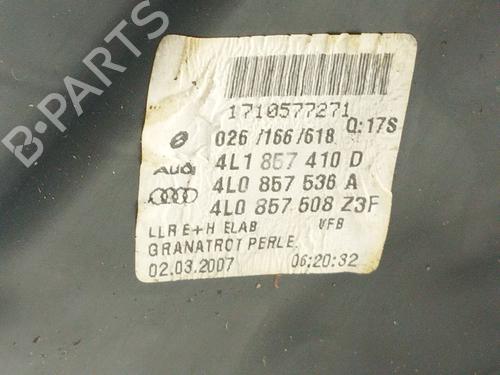 B-PARTS
1710577271
026/166/618 Q:17S
Audi 4L1 857 410 D
4L0 857 536 A
4L0 857 508 Z3F
LLR E+H ELAB VFB
GRANATROT PERLE.
02.03.2007 06:20:32